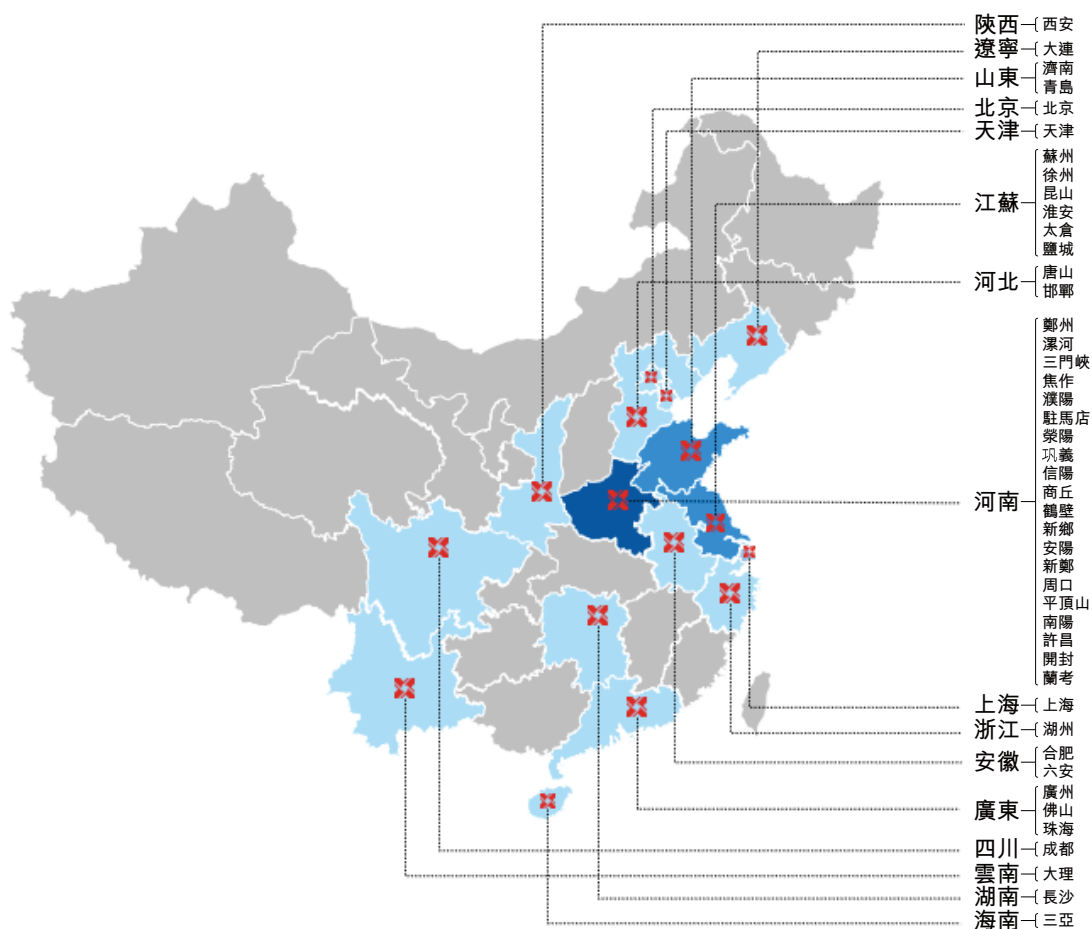 陝西 西安
遼寧 大連
山東 濟南
青島
北京 北京
天津 天津
江蘇 蘇州
徐州
昆山
淮安
太倉
鹽城
河北 唐山
邯鄲
河南 鄭州
漯河
三門峽
焦作
濮陽
駐馬店
滎陽
巩義
信陽
商丘
鶴壁
新鄉
安陽
新鄭
周口
平頂山
南陽
許昌
開封
蘭考
上海 上海
浙江 湖州
安徽 合肥
六安
廣東 廣州
佛山
珠海
四川 成都
雲南 大理
湖南 長沙
海南 三亞